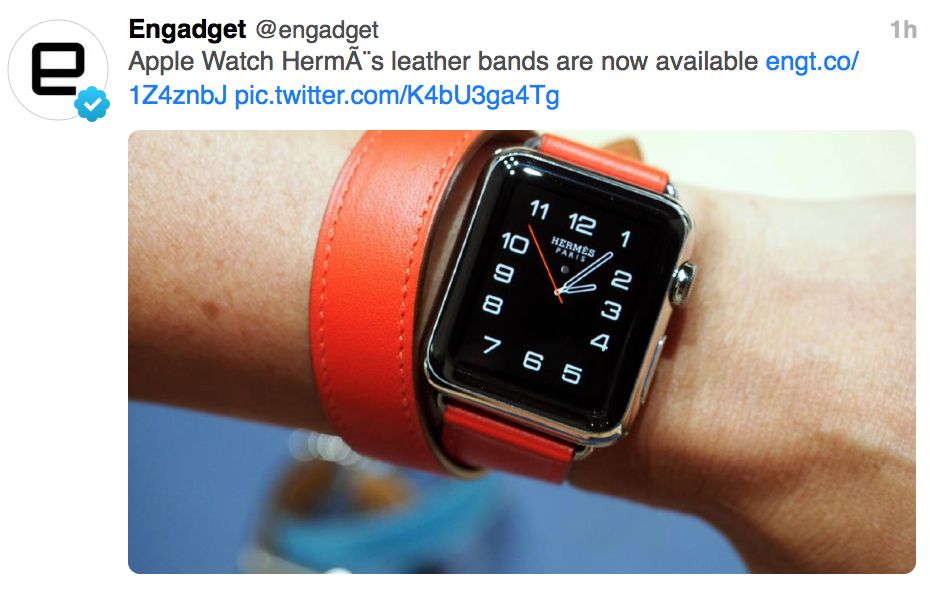 Engadget @engadget 1h
Apple Watch HermÃ¨s leather bands are now available engt.co/
1Z4znbJ pic.twitter.com/K4bU3ga4Tg
11 12 1
HERMÈS
PARIS
10 2
9 3
8 4
7 6 5